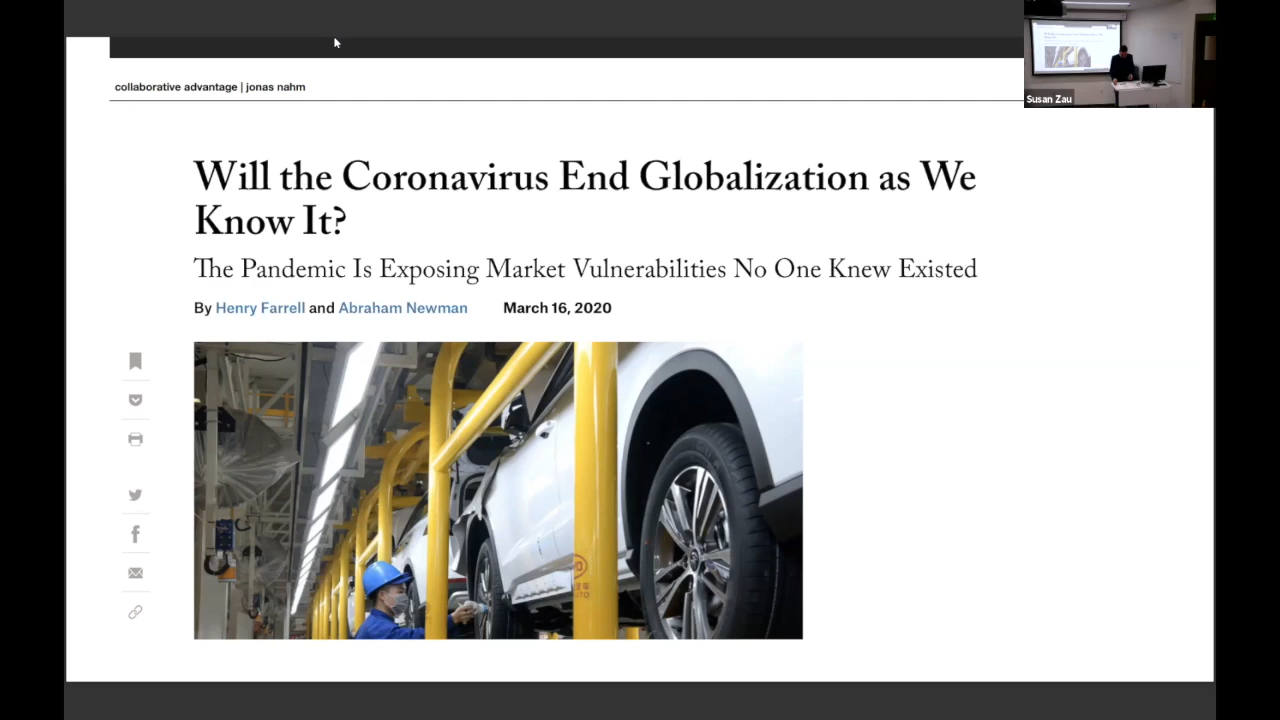 collaborative advantage | jonas nahm
Susan Zau
Will the Coronavirus End Globalization as We
Know It?
The Pandemic Is Exposing Market Vulnerabilities No One Knew Existed
By Henry Farrell and Abraham Newman March 16, 2020